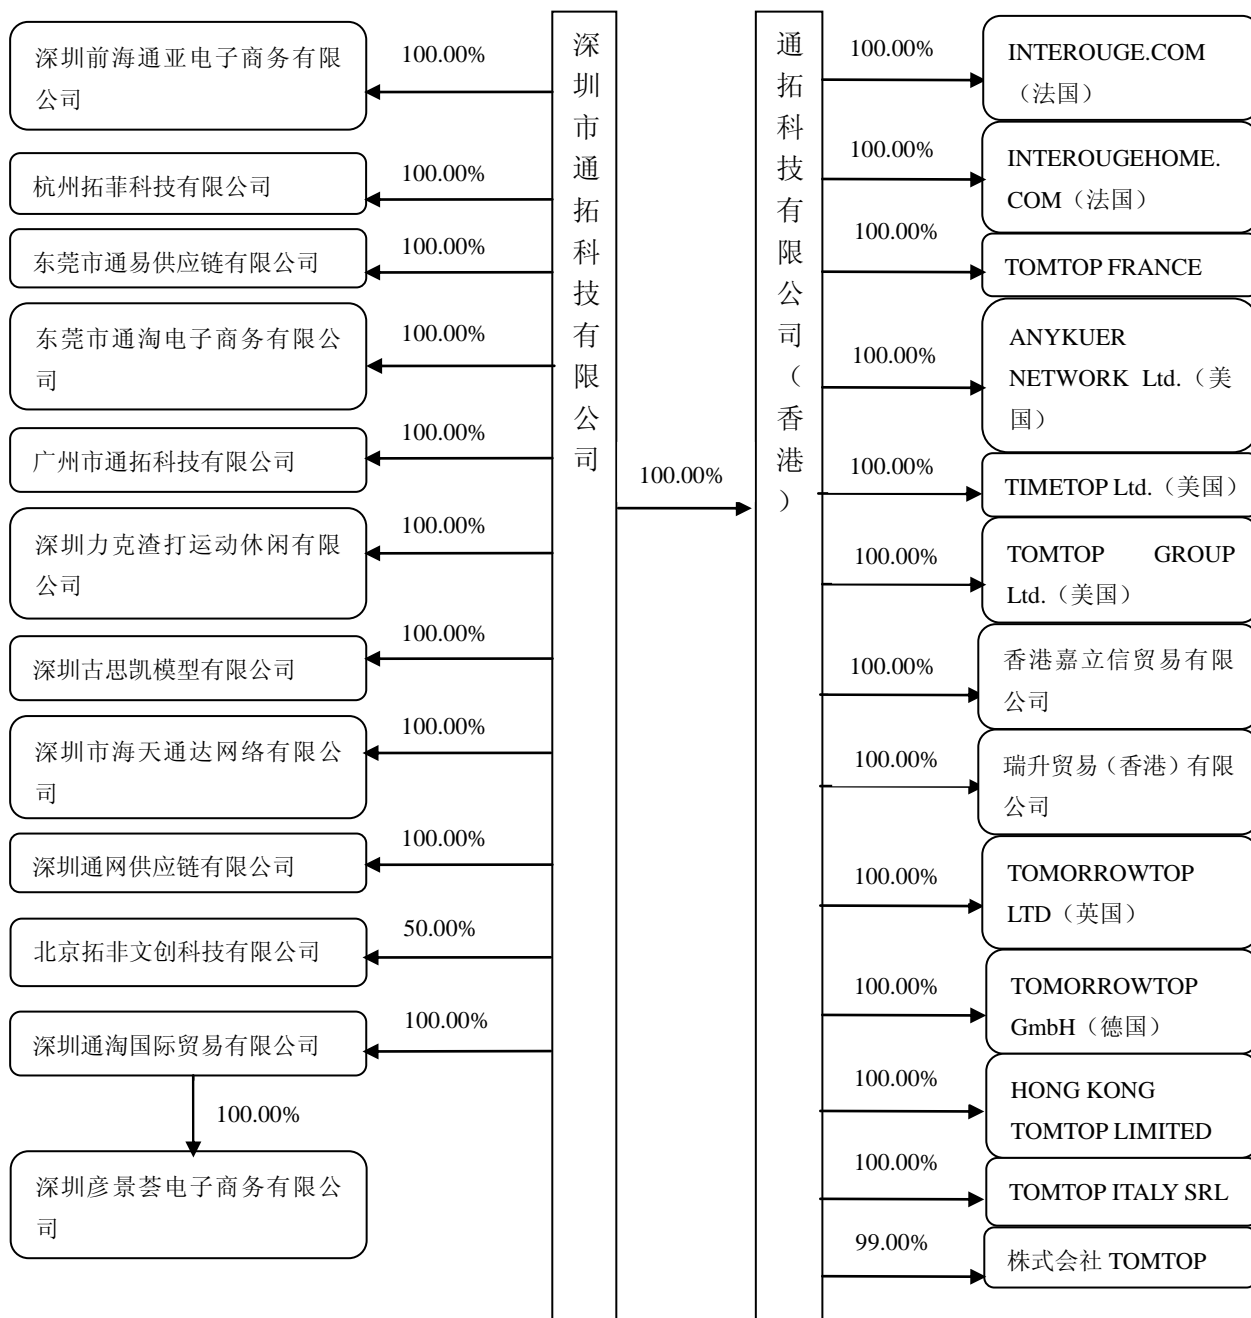 深圳前海通亚电子商务有限
公司
100.00%
杭州拓菲科技有限公司
100.00%
东莞市通易供应链有限公司
100.00%
东莞市通淘电子商务有限公
司
100.00%
广州市通拓科技有限公司
100.00%
深圳力克渣打运动休闲有限
公司
100.00%
深圳古思凯模型有限公司
100.00%
深圳市海天通达网络有限公
司
100.00%
深圳通网供应链有限公司
100.00%
北京拓非文创科技有限公司
50.00%
深圳通淘国际贸易有限公司
100.00%
100.00%
深圳彦景荟电子商务有限公
司
深圳市通拓科技有限公司
100.00%
通拓科技有限公司（香港）
100.00%
INTEROUGE.COM
（法国）
100.00%
INTEROUGEHOME.
COM（法国）
100.00%
TOMTOP FRANCE
100.00%
ANYKUER
NETWORK Ltd.（美
国）
100.00%
TIMETOP Ltd.（美国）
100.00%
TOMTOP GROUP
Ltd.（美国）
100.00%
香港嘉立信贸易有限
公司
100.00%
瑞升贸易（香港）有限
公司
100.00%
TOMORROWTOP
LTD（英国）
100.00%
TOMORROWTOP
GmbH（德国）
100.00%
HONG KONG
TOMTOP LIMITED
100.00%
TOMTOP ITALY SRL
99.00%
株式会社 TOMTOP